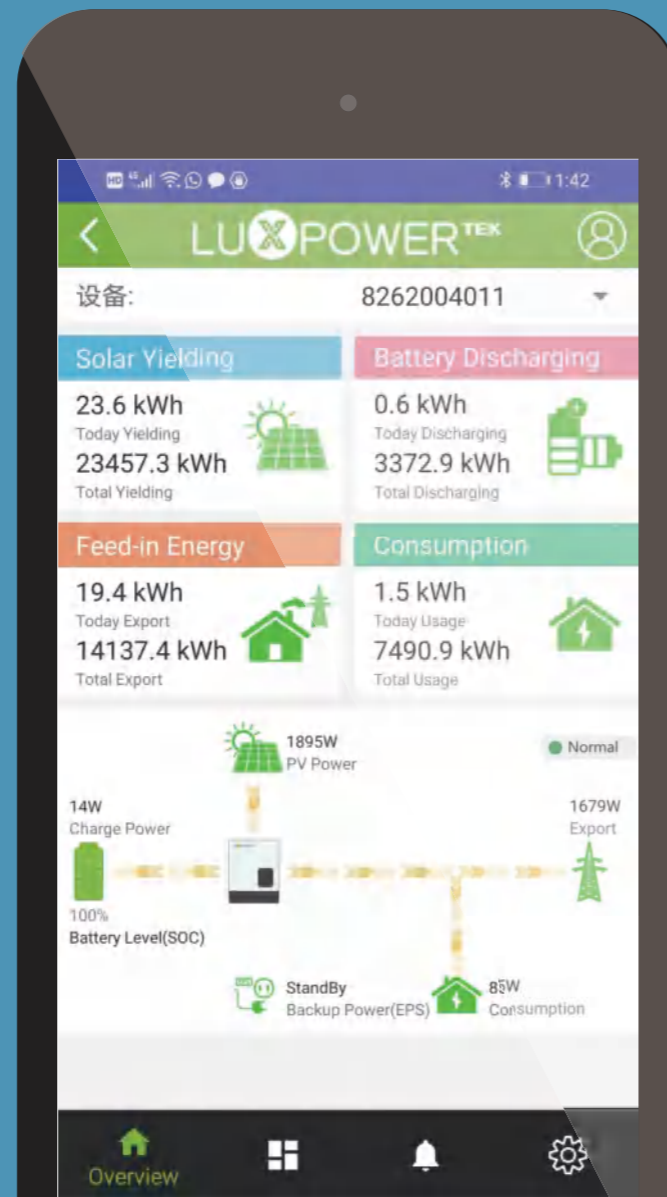 HD 4G 1:42
LUXPOWER TEK
设备: 8262004011
Solar Yielding
23.6 kWh
Today Yielding
23457.3 kWh
Total Yielding
Battery Discharging
0.6 kWh
Today Discharging
3372.9 kWh
Total Discharging
Feed-in Energy
19.4 kWh
Today Export
14137.4 kWh
Total Export
Consumption
1.5 kWh
Today Usage
7490.9 kWh
Total Usage
1895W
PV Power
Normal
14W
Charge Power
1679W
Export
100%
Battery Level(SOC)
StandBy
Backup Power(EPS)
85W
Consumption
Overview